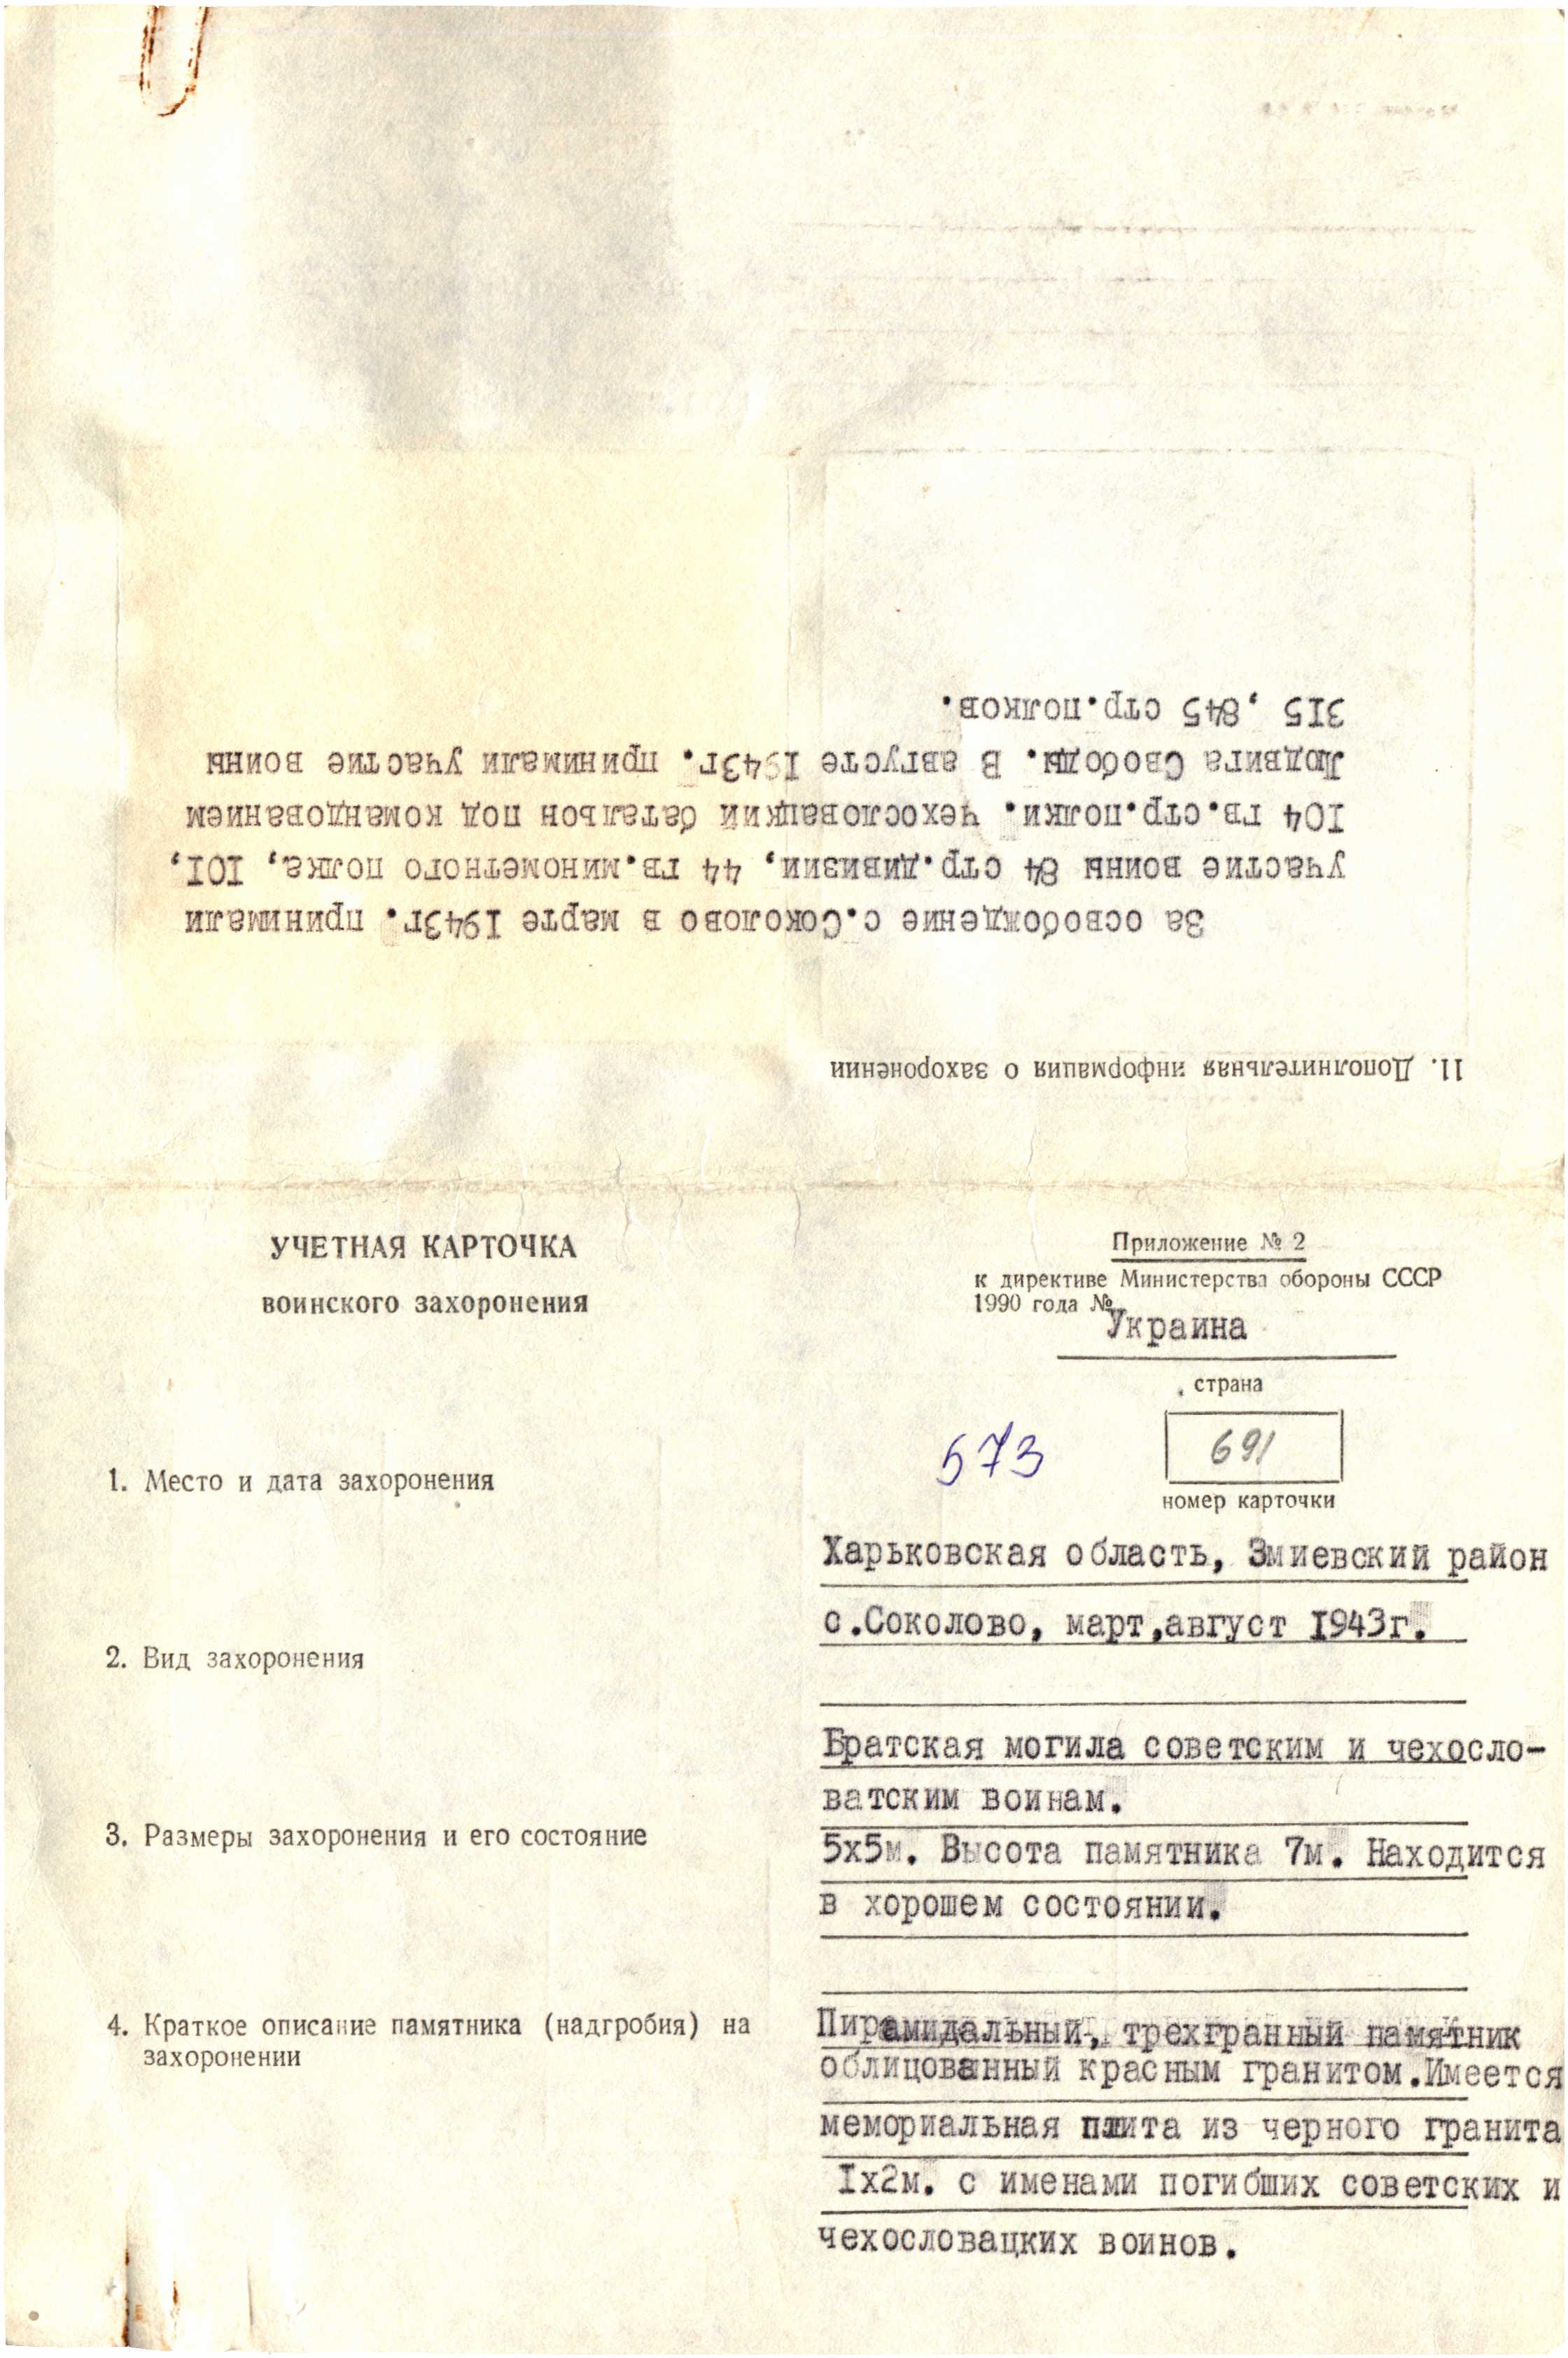 УЧЕТНАЯ КАРТОЧКА
воинского захоронения
Приложение № 2
к директиве Министерства обороны СССР
1990 года №
Украина
страна
573
691
номер карточки
1. Место и дата захоронения
Харьковская область, Змиевский район
с.Соколово, март,август 1943г.
2. Вид захоронения
Братская могила советским и чехосло-
ватским воинам.
3. Размеры захоронения и его состояние
5х5м. Высота памятника 7м. Находится
в хорошем состоянии.
4. Краткое описание памятника (надгробия) на
захоронении
Пирамидальный, трехгранный памятник
облицованный красным гранитом.Имеется
мемориальная плита из черного гранита
1х2м. с именами погибших советских и
чехословацких воинов.
11. Дополнительная информация о захоронении
За освобождение с.Соколово в марте 1943г. принимали
участие воины 84 стр.дивизии, 44 гв.минометного полка, 101,
104 гв.стр.полки. Чехословацкий батальон под командованием
Людвига Свободы. В августе 1943г. принимали участие воины
315 ,845 стр.полков.